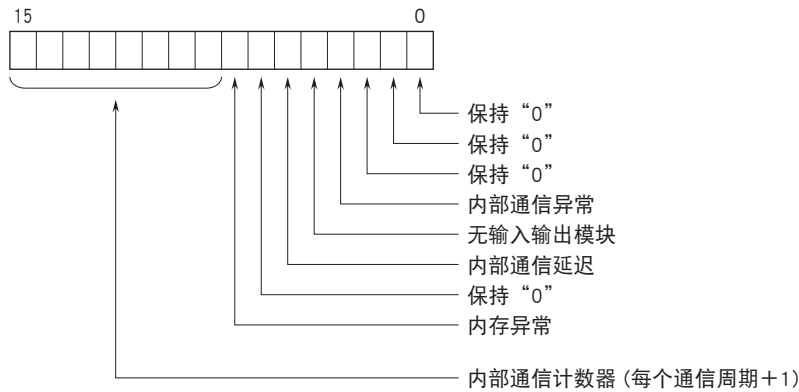 15 0
保持“0”
保持“0”
保持“0”
内部通信异常
无输入输出模块
内部通信延迟
保持“0”
内存异常
内部通信计数器(每个通信周期＋1)